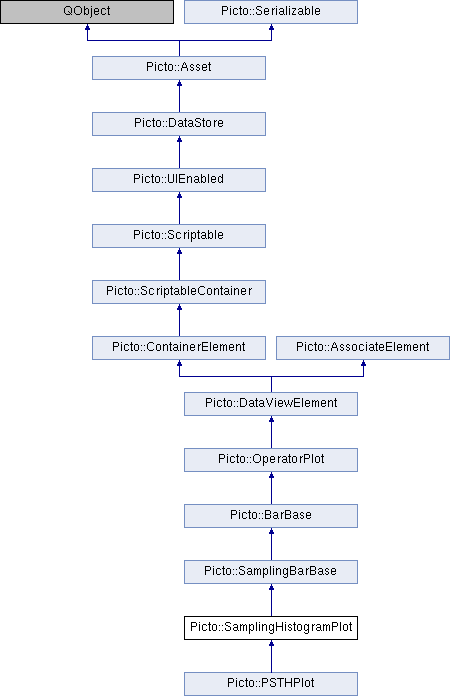 QObject
Picto::Serializable
Picto::Asset
Picto::DataStore
Picto::UIEnabled
Picto::Scriptable
Picto::ScriptableContainer
Picto::ContainerElement
Picto::AssociateElement
Picto::DataViewElement
Picto::OperatorPlot
Picto::BarBase
Picto::SamplingBarBase
Picto::SamplingHistogramPlot
Picto::PSTHPlot